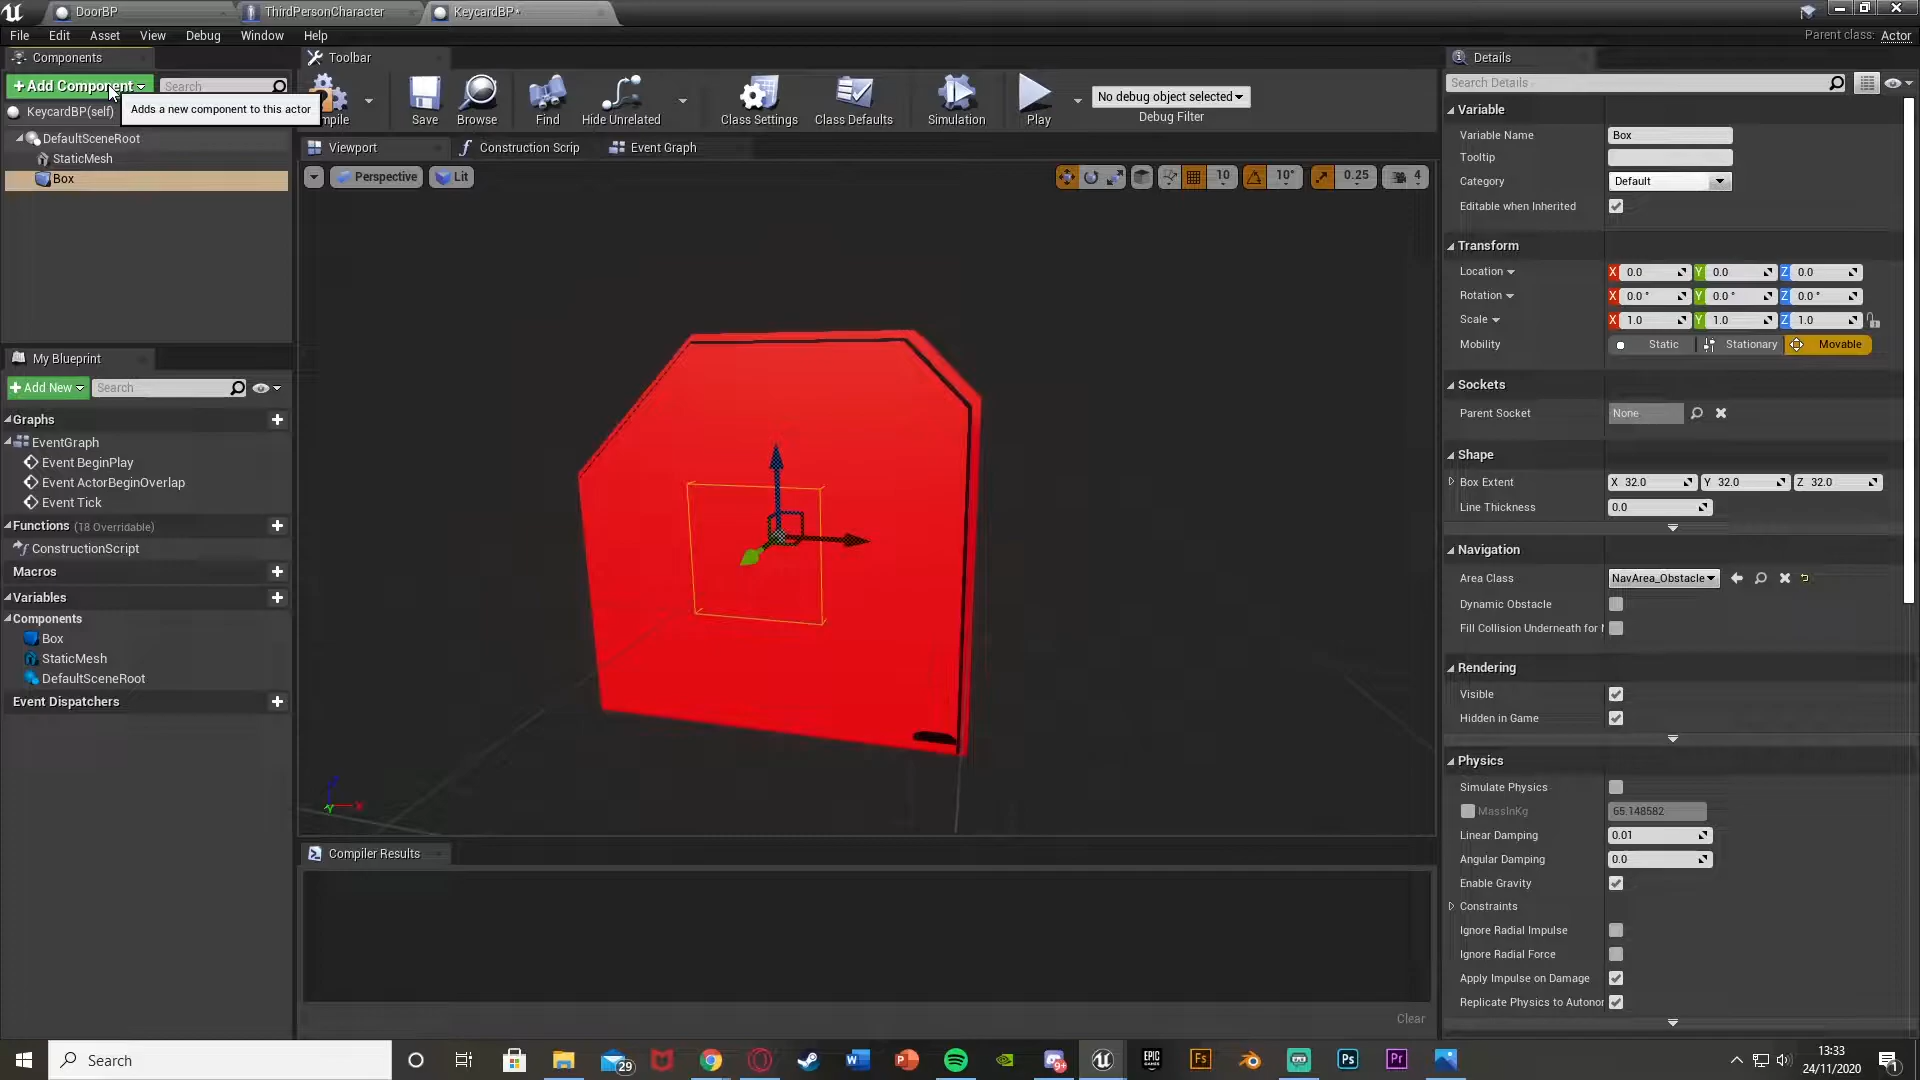 DoorBP
ThirdPersonCharacter
KeycardBP*
File Edit Asset View Debug Window Help
Parent class: Actor
Components
Toolbar
Details
+Add Component
Search
Search Details
Adds a new component to this actor
KeycardBP(self)
Save
Browse
Find
Hide Unrelated
Class Settings
Class Defaults
Simulation
Play
No debug object selected
Debug Filter
DefaultSceneRoot
StaticMesh
Box
Viewport
Construction Scrip
Event Graph
Perspective
Lit
10
10°
0.25
4
My Blueprint
+Add New
Search
Graphs
EventGraph
Event BeginPlay
Event ActorBeginOverlap
Event Tick
Functions (18 Overridable)
ConstructionScript
Macros
Variables
Components
Box
StaticMesh
DefaultSceneRoot
Event Dispatchers
Compiler Results
Clear
Variable
Variable Name Box
Tooltip
Category Default
Editable when Inherited
Transform
Location X 0.0 Y 0.0 Z 0.0
Rotation X 0.0° Y 0.0° Z 0.0°
Scale X 1.0 Y 1.0 Z 1.0
Mobility Static Stationary Movable
Sockets
Parent Socket None
Shape
Box Extent X 32.0 Y 32.0 Z 32.0
Line Thickness 0.0
Navigation
Area Class NavArea_Obstacle
Dynamic Obstacle
Fill Collision Underneath for
Rendering
Visible
Hidden in Game
Physics
Simulate Physics
MassInKg 65.148582
Linear Damping 0.01
Angular Damping 0.0
Enable Gravity
Constraints
Ignore Radial Impulse
Ignore Radial Force
Apply Impulse on Damage
Replicate Physics to Autonor
Search
29
9+
EPIC GAMES
Fs
Ps
Pr
13:33
24/11/2020
1